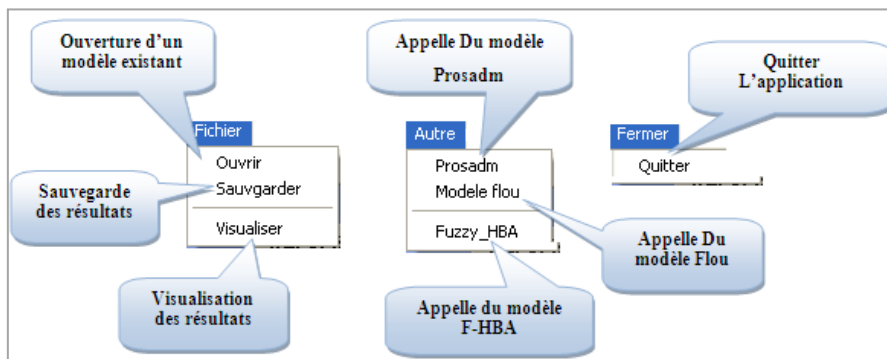 Ouverture d'un
modèle existant
Appelle Du modèle
Prosadm
Quitter
L'application
Fichier
Ouvrir
Sauvgarder
Visualiser
Autre
Prosadm
Modele flou
Fuzzy_HBA
Fermer
Quitter
Sauvegarde
des résultats
Appelle Du
modèle Flou
Visualisation
des résultats
Appelle du modèle
F-HBA